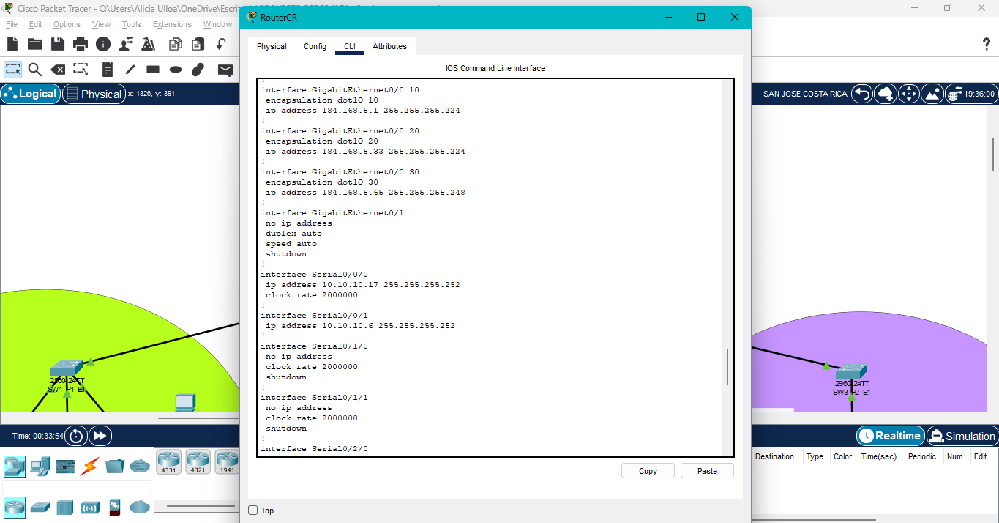 Cisco Packet Tracer - C:\Users\Alicia Ulloa\OneDrive\Escrit
File Edit Options View Tools Extensions Window
RouterCR
Physical Config CLI Attributes
IOS Command Line Interface
Logical Physical x: 1326, y: 391
SAN JOSE COSTA RICA 19:36:00
!
interface GigabitEthernet0/0.10
encapsulation dot1Q 10
ip address 184.168.5.1 255.255.255.224
!
interface GigabitEthernet0/0.20
encapsulation dot1Q 20
ip address 184.168.5.33 255.255.255.224
!
interface GigabitEthernet0/0.30
encapsulation dot1Q 30
ip address 184.168.5.65 255.255.255.248
!
interface GigabitEthernet0/1
no ip address
duplex auto
speed auto
shutdown
!
interface Serial0/0/0
ip address 10.10.10.17 255.255.255.252
clock rate 2000000
!
interface Serial0/0/1
ip address 10.10.10.6 255.255.255.252
!
interface Serial0/1/0
no ip address
clock rate 2000000
shutdown
!
interface Serial0/1/1
no ip address
clock rate 2000000
shutdown
!
interface Serial0/2/0
Copy Paste
Top
2960-24TT
SW1_P1_E1
2960-24TT
SW3_P2_E1
Time: 00:33:54
Realtime Simulation
4331 4321 1941
Destination Type Color Time(sec) Periodic Num Edit